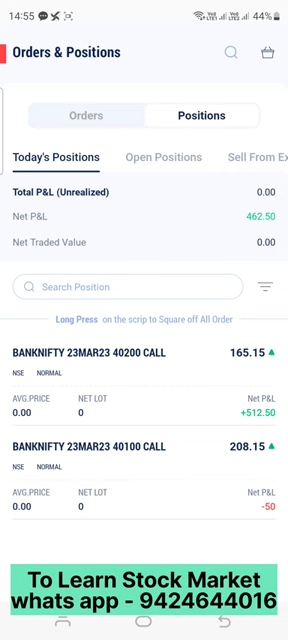 14:55 44%
Orders & Positions
Orders Positions
Today's Positions Open Positions Sell From Ex
Total P&L (Unrealized) 0.00
Net P&L 462.50
Net Traded Value 0.00
Search Position
Long Press on the scrip to Square off All Order
BANKNIFTY 23MAR23 40200 CALL 165.15
NSE NORMAL
AVG.PRICE NET LOT Net P&L
0.00 0 +512.50
BANKNIFTY 23MAR23 40100 CALL 208.15
NSE NORMAL
AVG.PRICE NET LOT Net P&L
0.00 0 -50
To Learn Stock Market
whats app - 9424644016